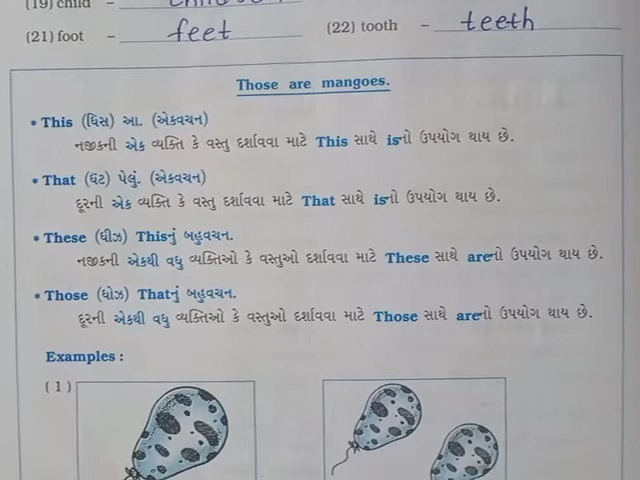 (19) child -
(21) foot - feet
(22) tooth - teeth
Those are mangoes.
• This (ધિસ) આ. (એકવચન)
નજીકની એક વ્યક્તિ કે વસ્તુ દર્શાવવા માટે This સાથે isનો ઉપયોગ થાય છે.
• That (ધૅટ) પેલું. (એકવચન)
દૂરની એક વ્યક્તિ કે વસ્તુ દર્શાવવા માટે That સાથે isનો ઉપયોગ થાય છે.
• These (ધીઝ) Thisનું બહુવચન.
નજીકની એકથી વધુ વ્યક્તિઓ કે વસ્તુઓ દર્શાવવા માટે These સાથે areનો ઉપયોગ થાય છે.
• Those (ધોઝ) Thatનું બહુવચન.
દૂરની એકથી વધુ વ્યક્તિઓ કે વસ્તુઓ દર્શાવવા માટે Those સાથે areનો ઉપયોગ થાય છે.
Examples :
(1)